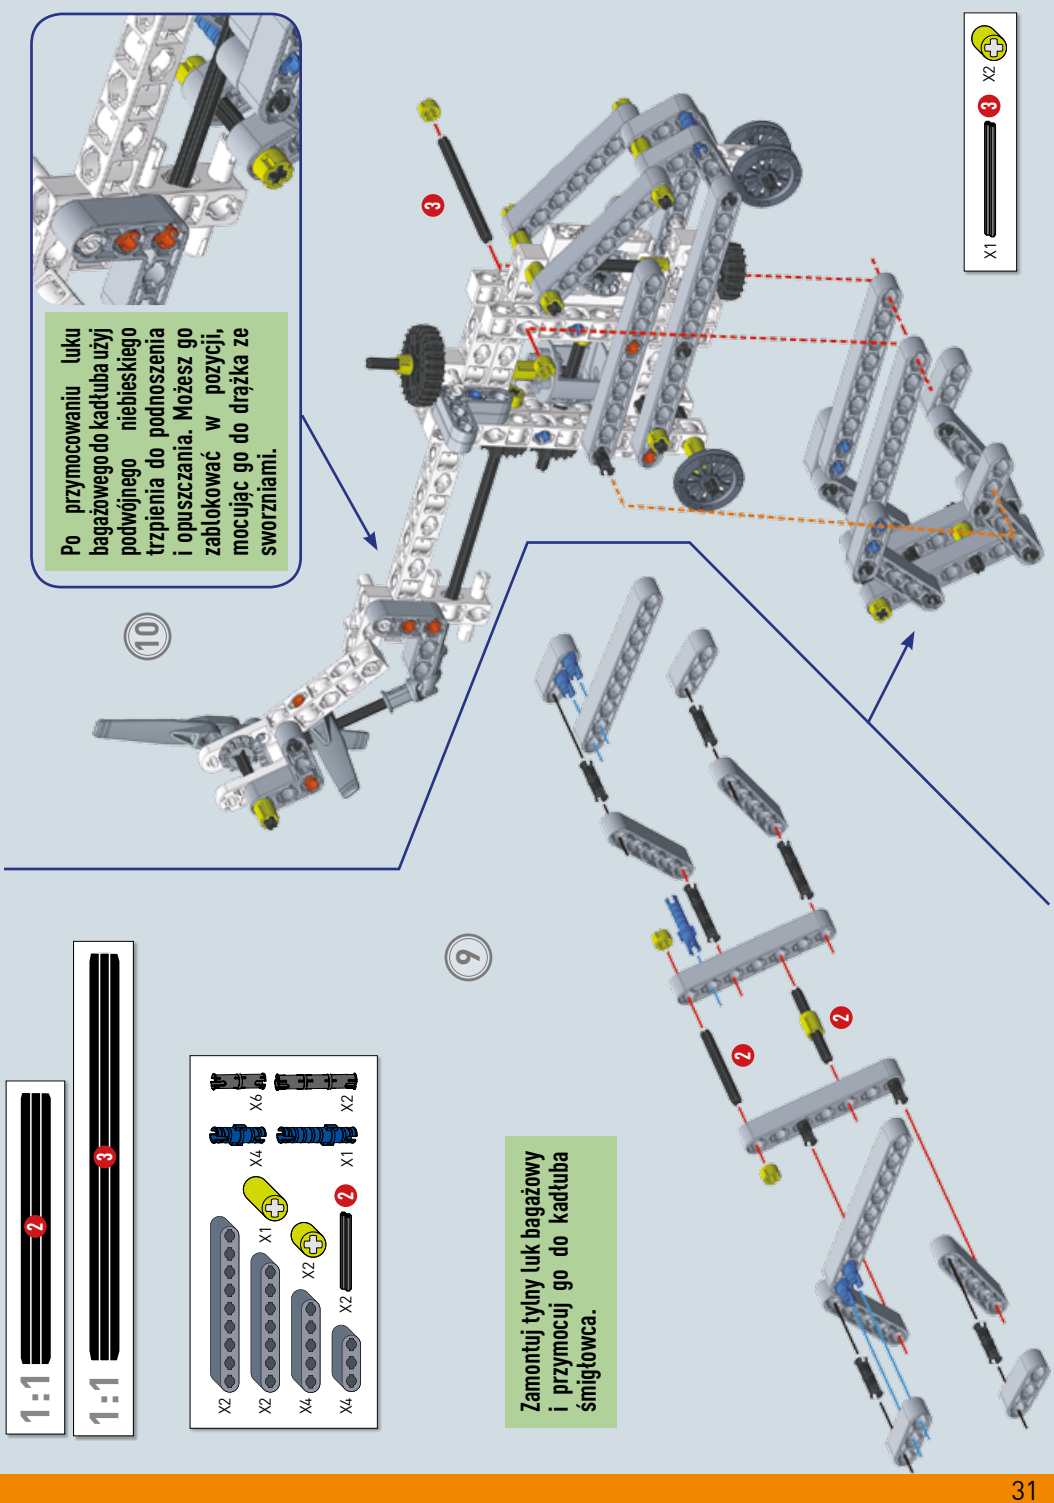 1:1
2
1:1
3
X2
X2
X4
X4
X1
X2
X2
2
X4
X1
X6
X2
9
Zamontuj tylny luk bagażowy
i przymocuj go do kadłuba
śmigłowca.
2
2
10
Po przymocowaniu luku
bagażowego do kadłuba użyj
podwójnego niebieskiego
trzpienia do podnoszenia
i opuszczania. Możesz go
zablokować w pozycji,
mocując go do drążka ze
sworzniami.
3
X1
3
X2
31